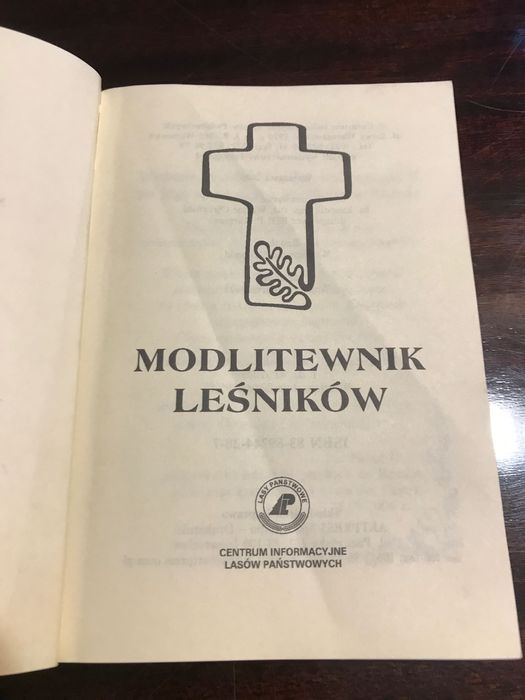 MODLITEWNIK
LEŚNIKÓW
LASY PAŃSTWOWE
CENTRUM INFORMACYJNE
LASÓW PAŃSTWOWYCH